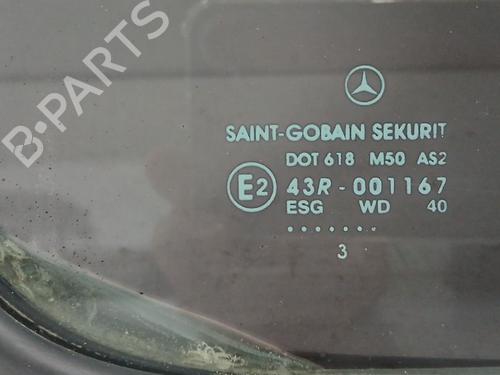 B-PARTS
SAINT-GOBAIN SEKURIT
DOT 618 M50 AS2
E2 43R-001167
ESG WD 40
.......
3